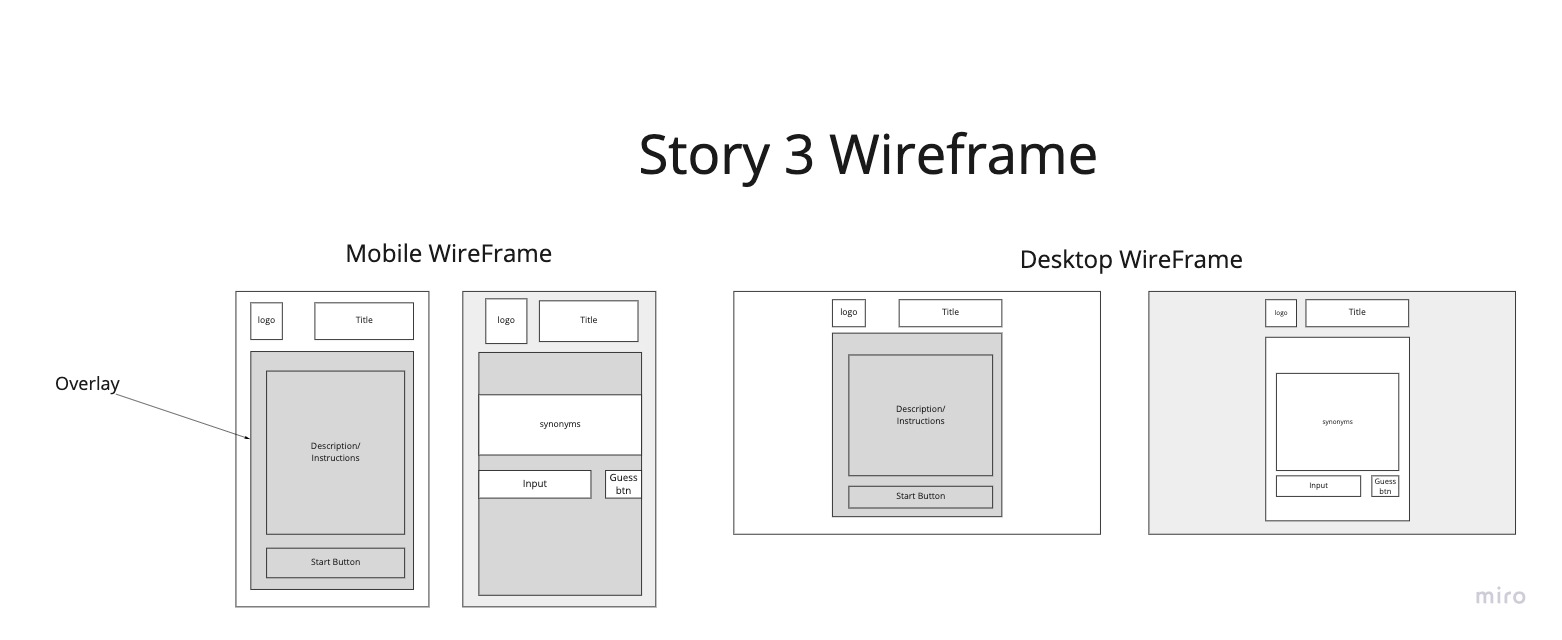 Story 3 Wireframe
Mobile WireFrame
Desktop WireFrame
Overlay
logo
Title
Description/
Instructions
Start Button
logo
Title
synonyms
Input
Guess
btn
logo
Title
Description/
Instructions
Start Button
logo
Title
synonyms
Input
Guess
btn
miro